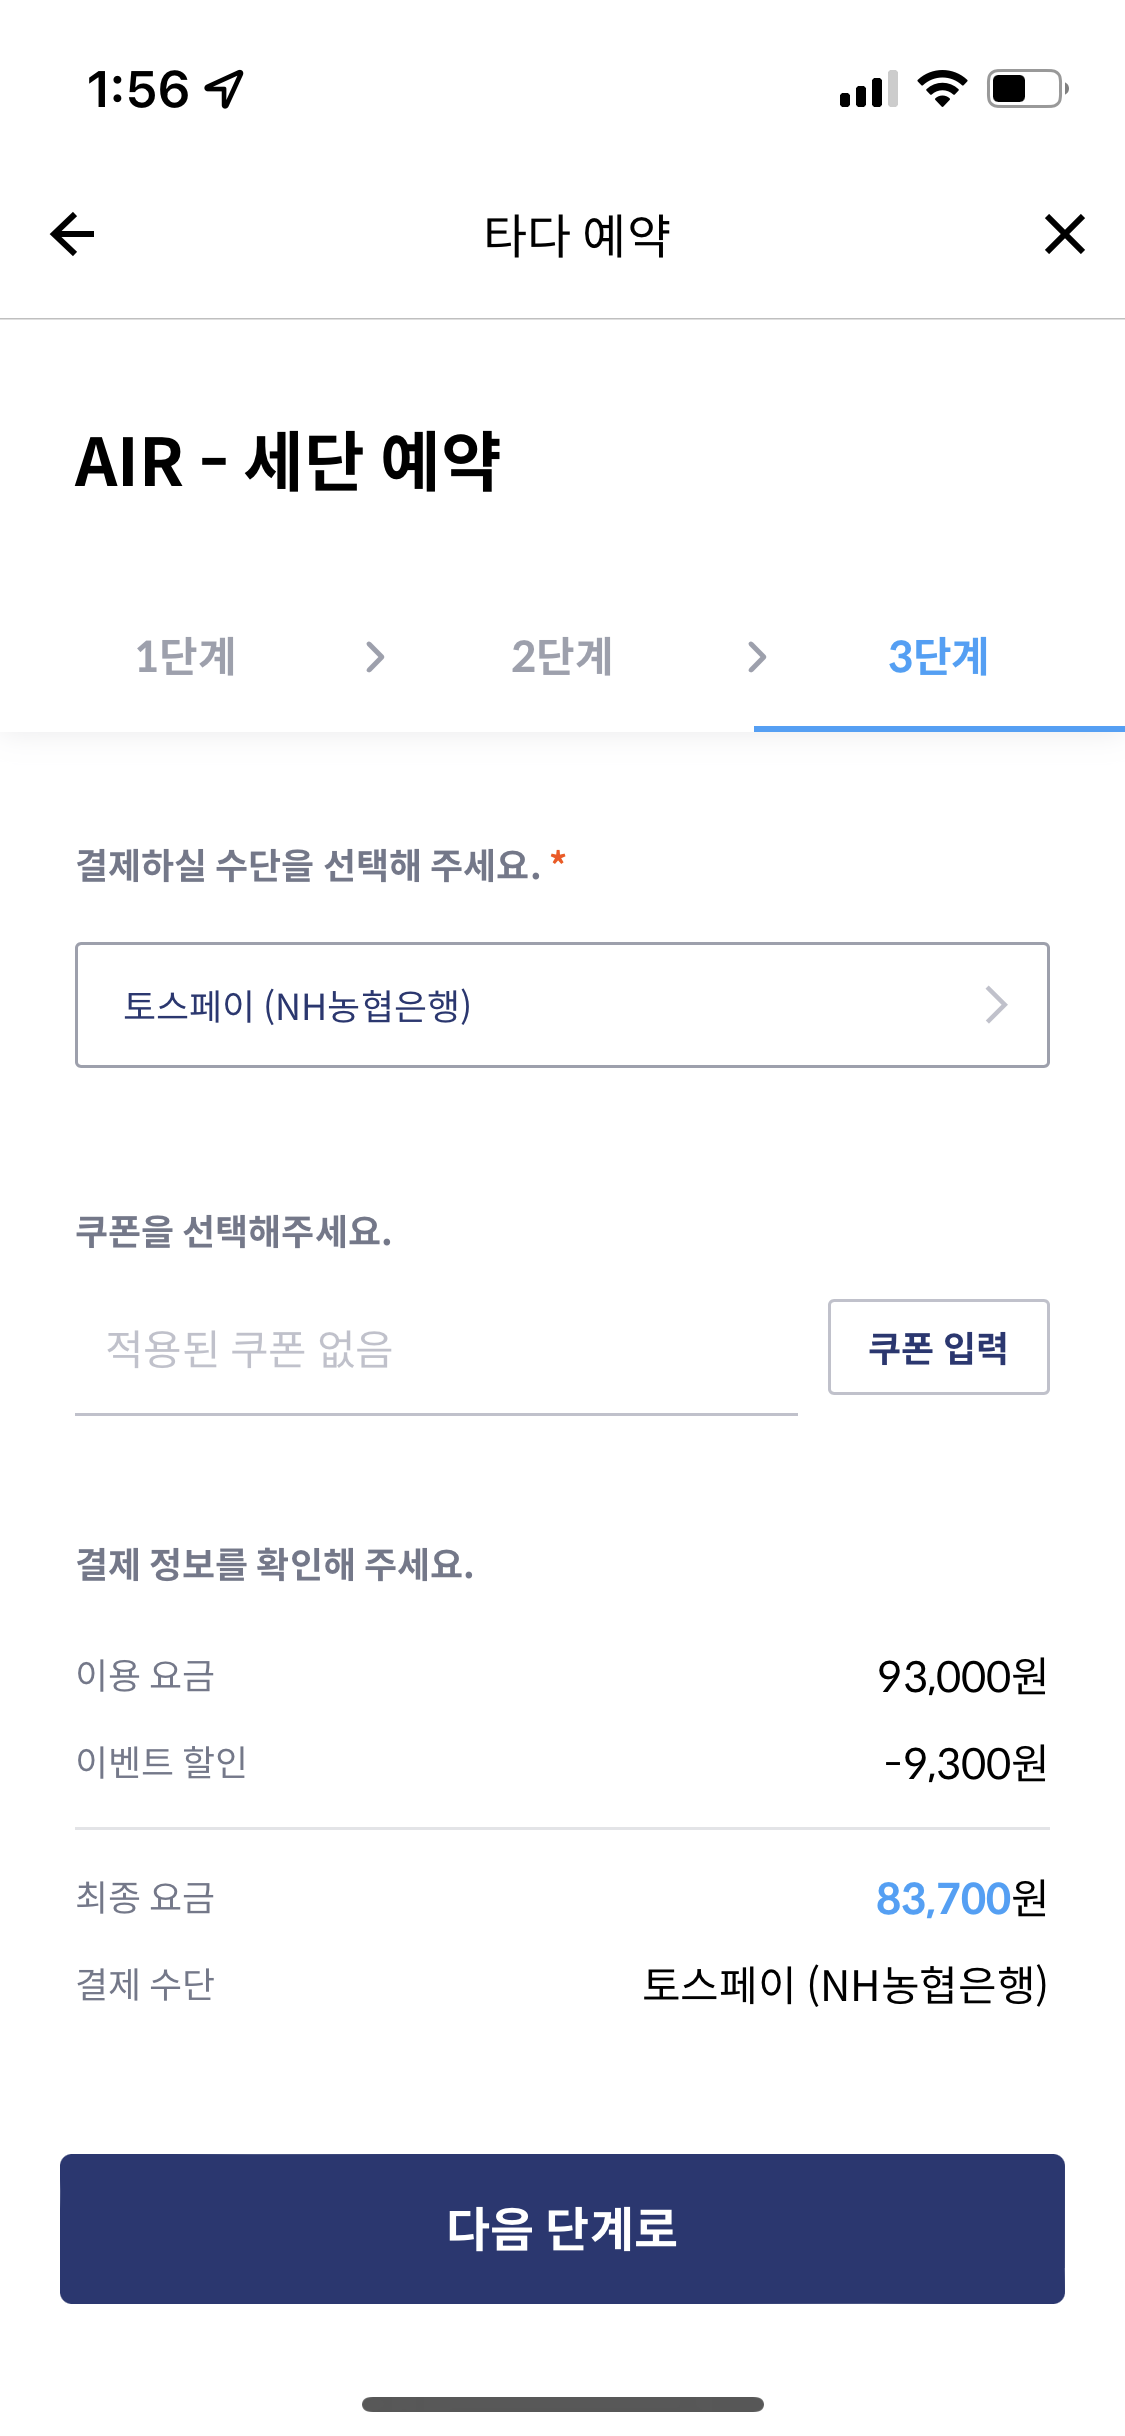 1:56
타다 예약
AIR - 세단 예약
1단계
2단계
3단계
결제하실 수단을 선택해 주세요. *
토스페이 (NH농협은행)
쿠폰을 선택해주세요.
적용된 쿠폰 없음
쿠폰 입력
결제 정보를 확인해 주세요.
이용 요금 93,000원
이벤트 할인 -9,300원
최종 요금 83,700원
결제 수단 토스페이 (NH농협은행)
다음 단계로